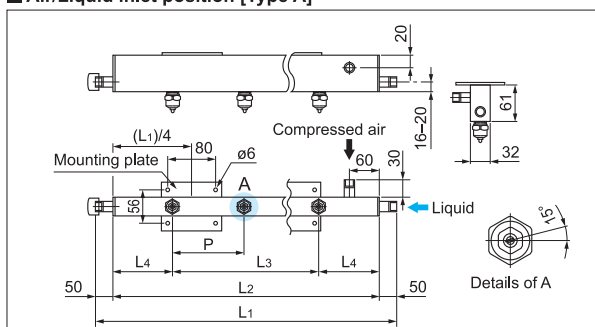 Air/Liquid inlet position [Type A]
20
16–20
61
32
(L1)/4
80
ø6
Mounting plate
A
Compressed air
60
30
Liquid
56
P
L4
L3
L4
50
L2
50
L1
15°
Details of A